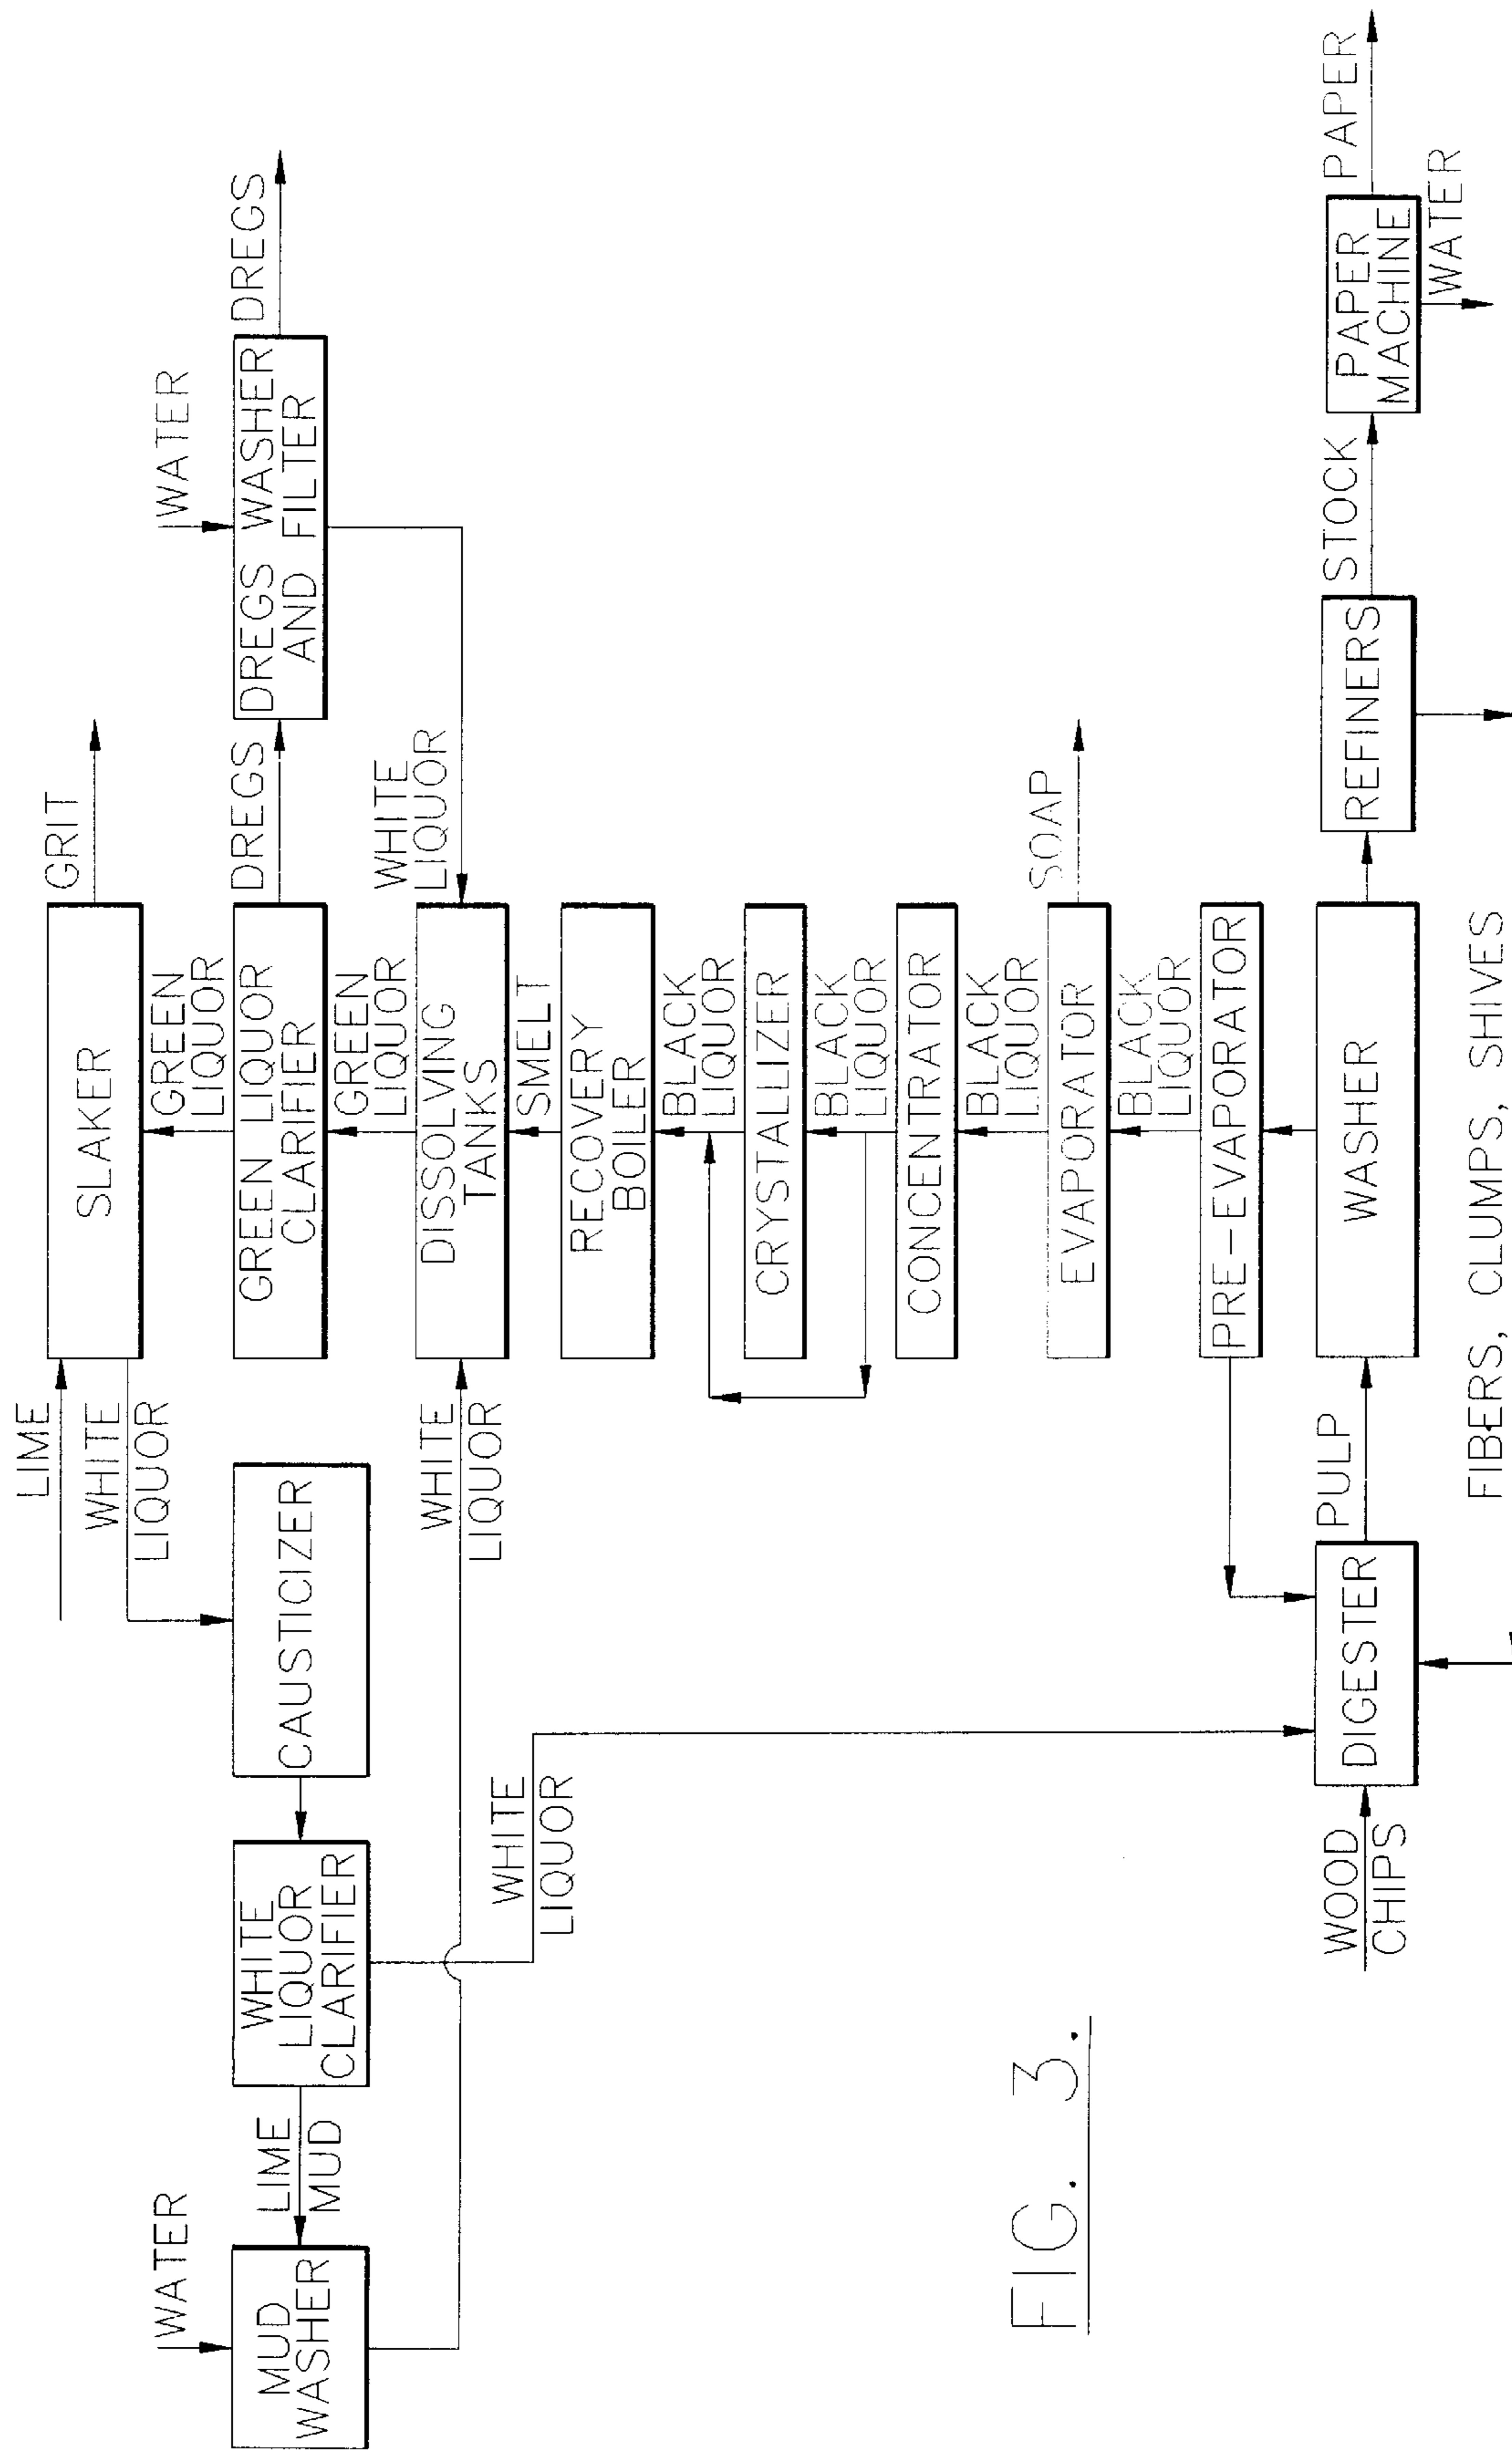 LIME
GRIT
SLAKER
WHITE
LIQUOR
GREEN
LIQUOR
WATER
WATER
MUD
WASHER
LIME
MUD
WHITE
LIQUOR
CLARIFIER
CAUSTICIZER
GREEN LIQUOR
CLARIFIER
DREGS
DREGS WASHER
AND FILTER
DREGS
GREEN
LIQUOR
WHITE
LIQUOR
DISSOLVING
TANKS
WHITE
LIQUOR
SMELT
WHITE
LIQUOR
RECOVERY
BOILER
BLACK
LIQUOR
CRYSTALLIZER
BLACK
LIQUOR
CONCENTRATOR
BLACK
LIQUOR
EVAPORATOR
SOAP
BLACK
LIQUOR
PRE-EVAPORATOR
WOOD
CHIPS
DIGESTER
PULP
WASHER
REFINERS
STOCK
PAPER
MACHINE
PAPER
WATER
FIBERS, CLUMPS, SHIVES
FIG. 3.